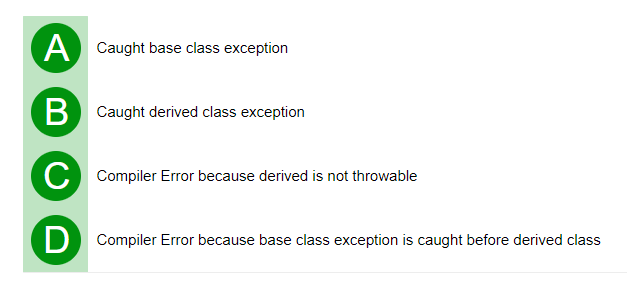 A Caught base class exception
B Caught derived class exception
C Compiler Error because derived is not throwable
D Compiler Error because base class exception is caught before derived class